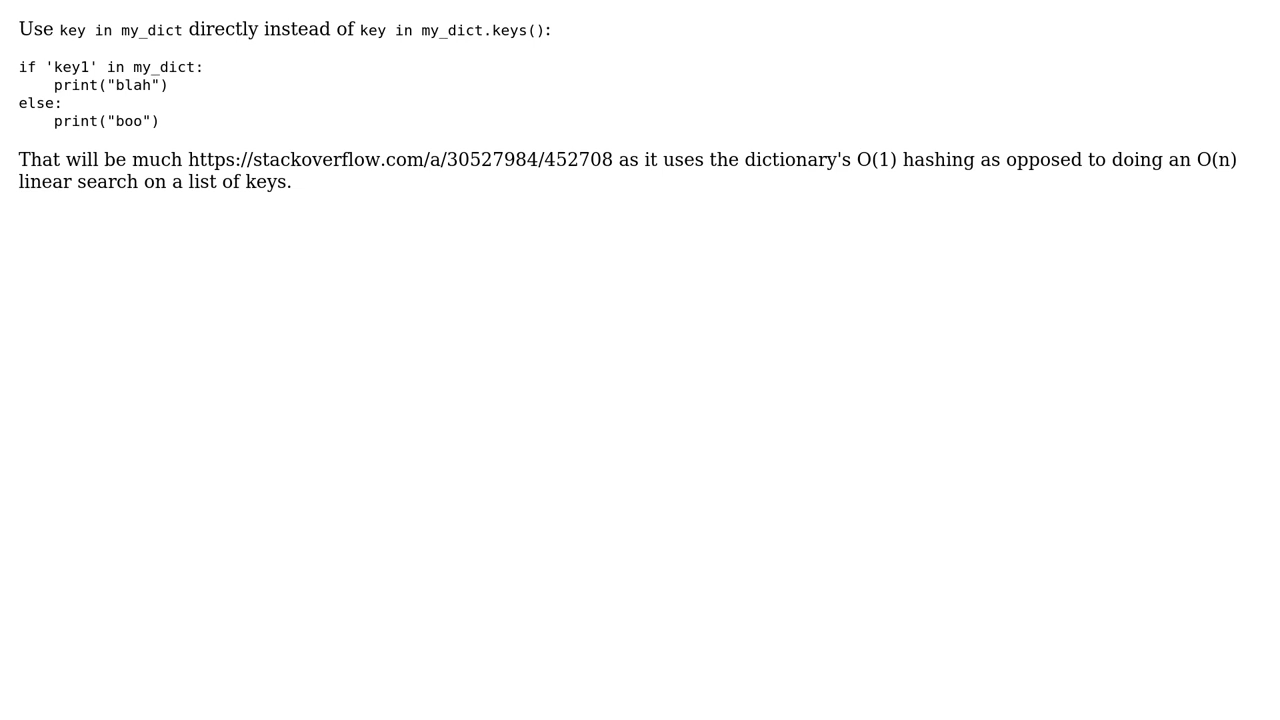 Use key in my_dict directly instead of key in my_dict.keys():
if 'key1' in my_dict:
    print("blah")
else:
    print("boo")
That will be much https://stackoverflow.com/a/30527984/452708 as it uses the dictionary's O(1) hashing as opposed to doing an O(n)
linear search on a list of keys.